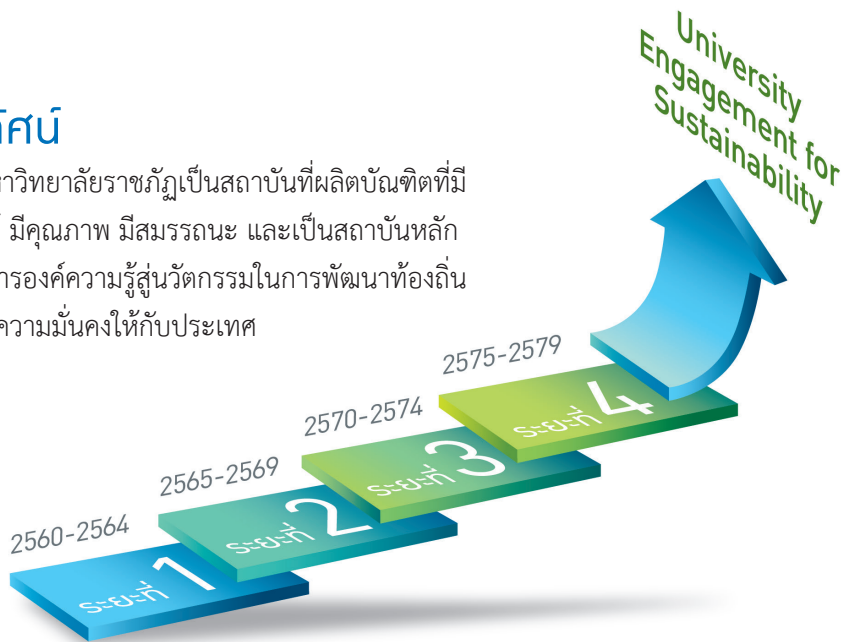 University
Engagement for
Sustainability
วิทยาลัยราชภัฏเป็นสถาบันที่ผลิตบัณฑิตที่มี
มีคุณภาพ มีสมรรถนะ และเป็นสถาบันหลัก
องค์ความรู้สู่นวัตกรรมในการพัฒนาท้องถิ่น
ความมั่นคงให้กับประเทศ
2575-2579
ระยะที่ 4
2570-2574
ระยะที่ 3
2565-2569
ระยะที่ 2
2560-2564
ระยะที่ 1